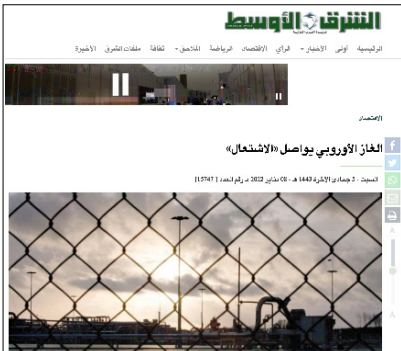 الشرق الأوسط
الرئيسية أولى الأخبار الرأي الاقتصاد الرياضة الملاحق ثقافة ملفات الشرق الأخيرة
الاقتصاد
الغاز الأوروبي يواصل «الاشتعال»
السبت - 5 جمادى الآخرة 1443 هـ - 08 يناير 2022 مـ رقم العدد [15747]
A
A